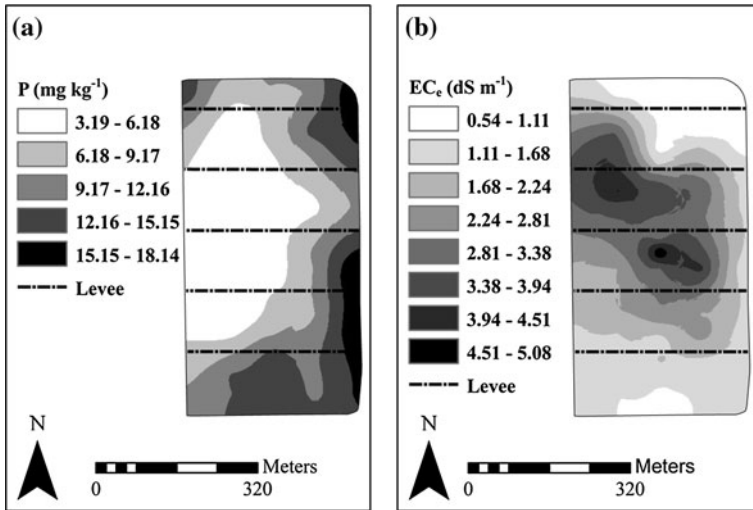 (a)
P (mg kg⁻¹)
3.19 - 6.18
6.18 - 9.17
9.17 - 12.16
12.16 - 15.15
15.15 - 18.14
Levee
N
Meters
0 320
(b)
ECₑ (dS m⁻¹)
0.54 - 1.11
1.11 - 1.68
1.68 - 2.24
2.24 - 2.81
2.81 - 3.38
3.38 - 3.94
3.94 - 4.51
4.51 - 5.08
Levee
N
Meters
0 320